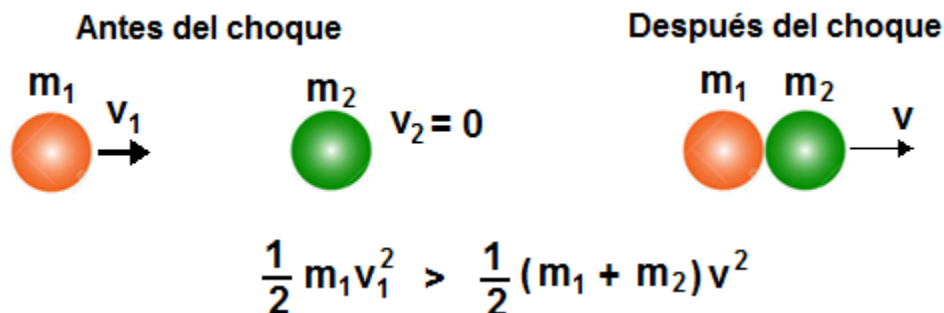 Antes del choque
Después del choque
m₁
v₁
m₂
v₂ = 0
m₁ m₂
v
½ m₁v₁² > ½ (m₁ + m₂) v²